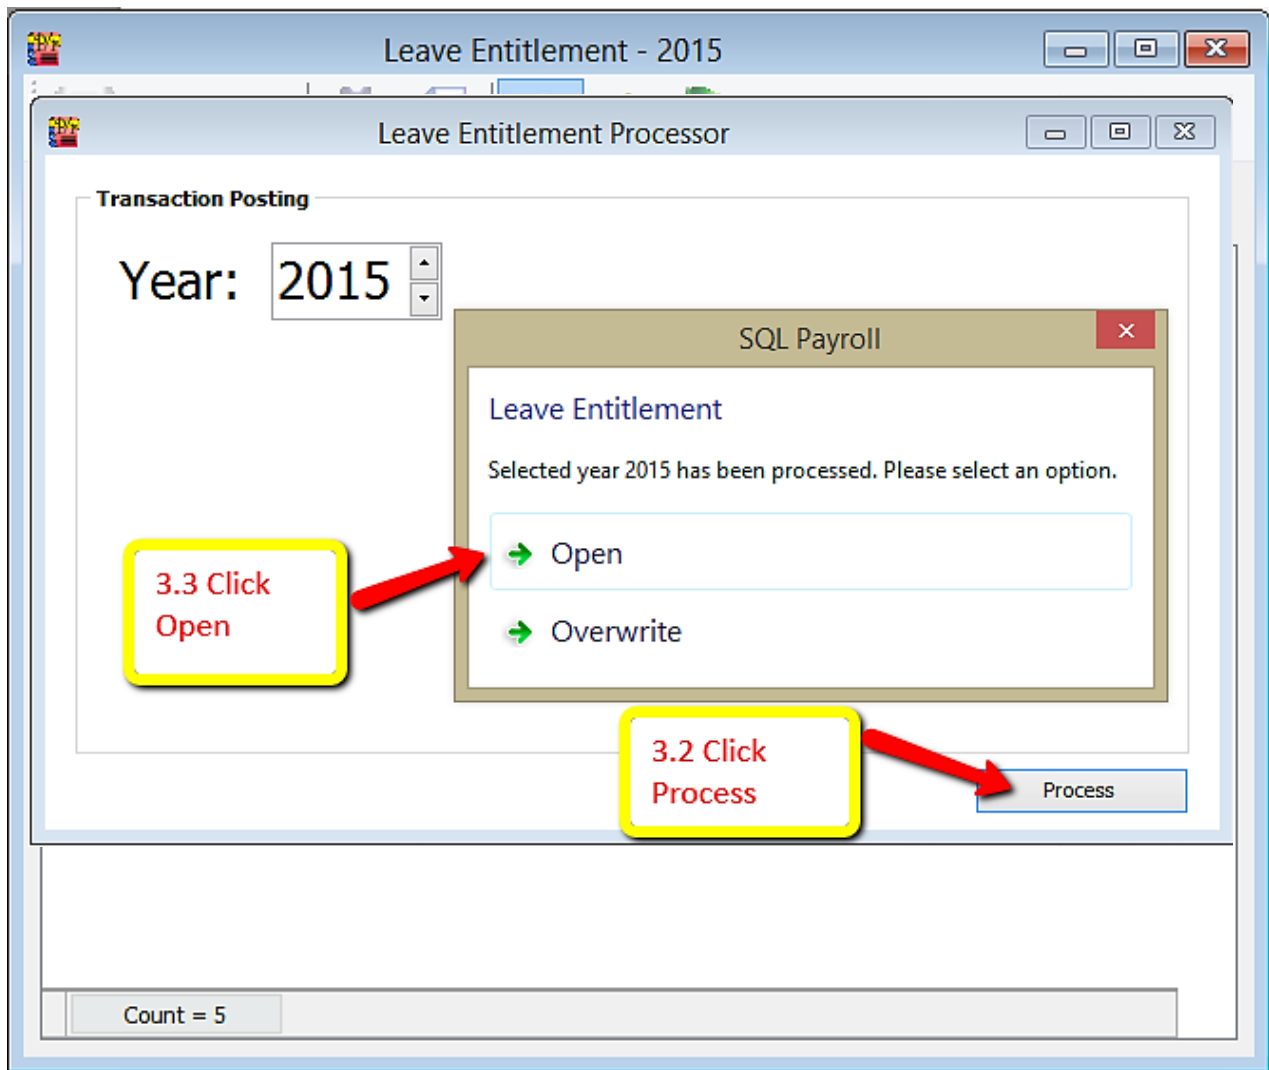 Leave Entitlement - 2015
Leave Entitlement Processor
Transaction Posting
Year: 2015
SQL Payroll
Leave Entitlement
Selected year 2015 has been processed. Please select an option.
Open
3.3 Click
Open
Overwrite
3.2 Click
Process
Process
Count = 5